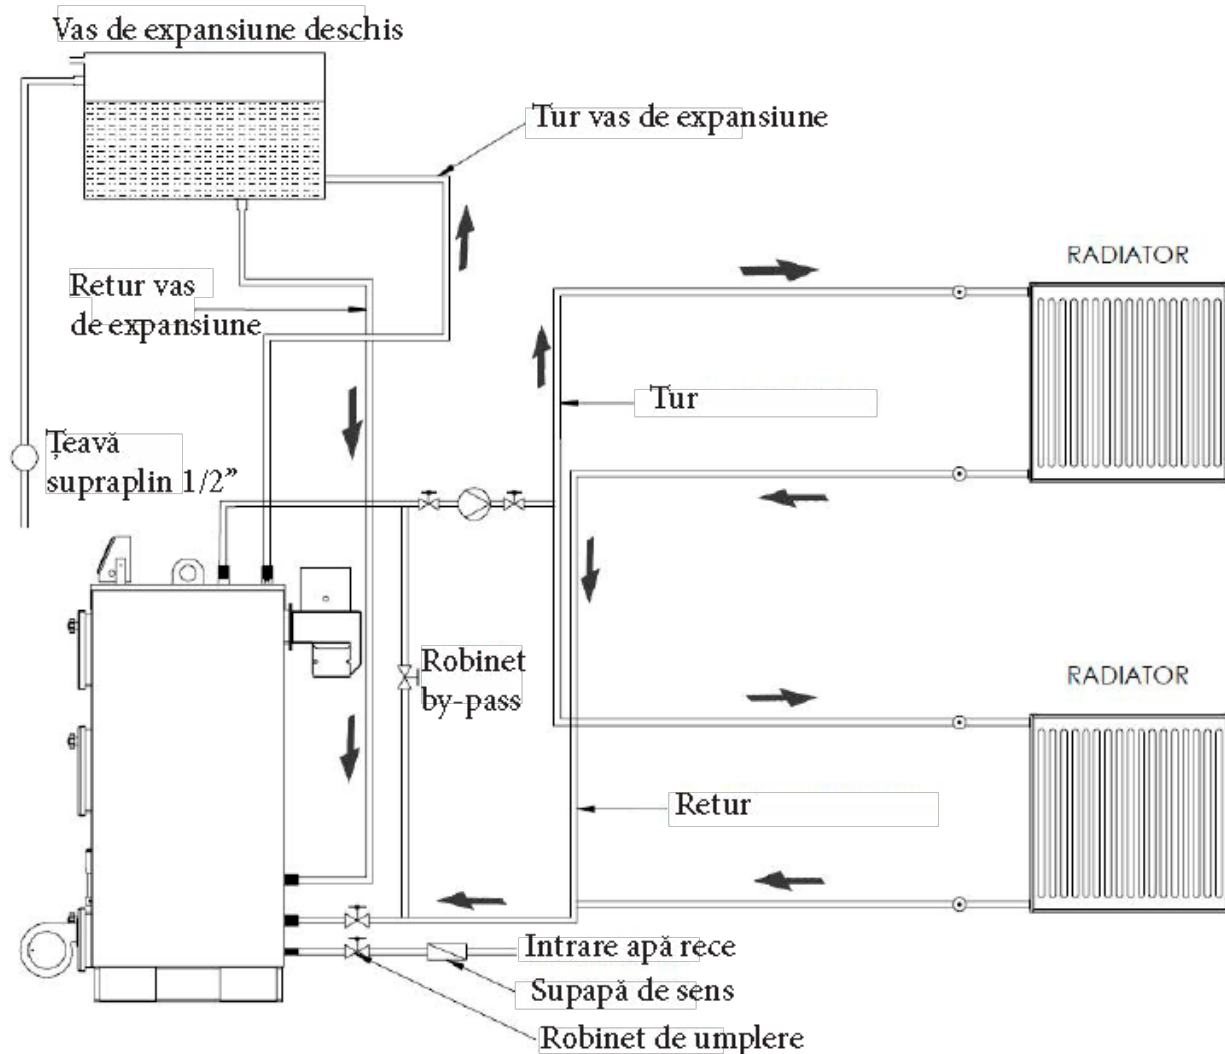 Vas de expansiune deschis
Tur vas de expansiune
RADIATOR
Retur vas
de expansiune
Tur
Țeavă
supraplin 1/2”
Robinet
by-pass
RADIATOR
Retur
Intrare apă rece
Supapă de sens
Robinet de umplere